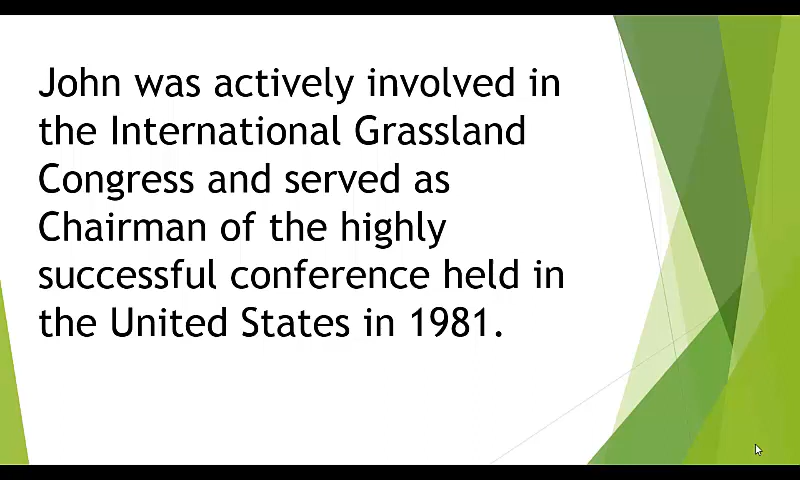 John was actively involved in
the International Grassland
Congress and served as
Chairman of the highly
successful conference held in
the United States in 1981.